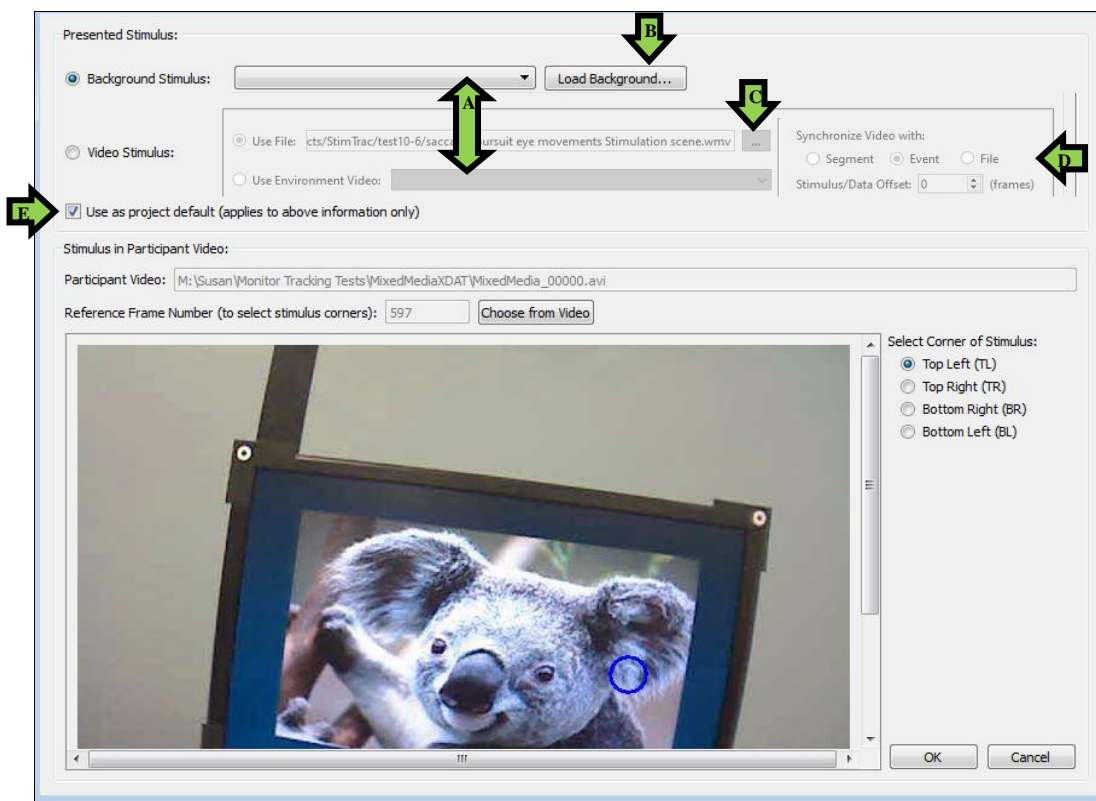 Presented Stimulus:
B
Background Stimulus:
Load Background...
A
C
Video Stimulus:
Use File: cts/StimTrac/test10-6/sacca ursuit eye movements Stimulation scene.wmv ...
Synchronize Video with:
Segment Event File
D
Use Environment Video:
Stimulus/Data Offset: 0 (frames)
E
Use as project default (applies to above information only)
Stimulus in Participant Video:
Participant Video: M:\Susan\Monitor Tracking Tests\MixedMediaXDAT\MixedMedia_00000.avi
Reference Frame Number (to select stimulus corners): 597 Choose from Video
Select Corner of Stimulus:
Top Left (TL)
Top Right (TR)
Bottom Right (BR)
Bottom Left (BL)
OK Cancel